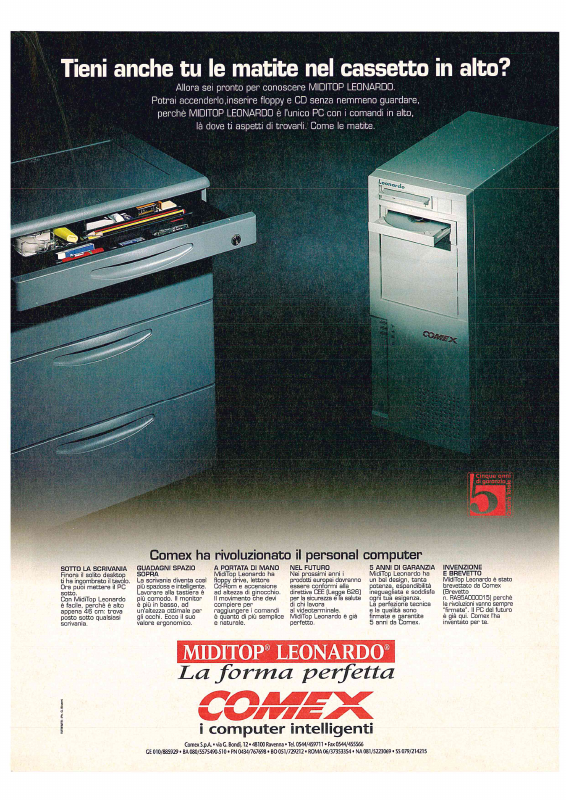 Tieni anche tu le matite nel cassetto in alto?
Allora sei pronto per conoscere MIDITOP LEONARDO.
Potrai accenderlo,inserire floppy e CD senza nemmeno guardare,
perchè MIDITOP LEONARDO è l'unico PC con i comandi in alto,
là dove ti aspetti di trovarli. Come le matite.
Leonardo
COMEX
Cinque anni
di garanzia
5
Comex ha rivoluzionato il personal computer
SOTTO LA SCRIVANIA
Finora il solito desktop
ti ha ingombrato il tavolo.
Ora puoi mettere il PC
sotto.
Con MidiTop Leonardo
è facile, perchè è alto
appena 46 cm: trova
posto sotto qualsiasi
scrivania.
GUADAGNI SPAZIO
SOPRA
La scrivania diventa così
più spaziosa e intelligente.
Lavorare alla tastiera è
più comodo. Il monitor
è più in basso, ad
un'altezza ottimale per
gli occhi. Ecco il suo
valore ergonomico.
A PORTATA DI MANO
MidiTop Leonardo ha
floppy drive, lettore
Cd-Rom e accensione
ad altezza di ginocchio.
Il movimento che devi
compiere per
raggiungere i comandi
è quanto di più semplice
e naturale.
NEL FUTURO
Nei prossimi anni i
prodotti europei dovranno
essere conformi alla
direttiva CEE (Legge 626)
per la sicurezza e la salute
di chi lavora
al videoterminale.
MidiTop Leonardo è già
perfetto.
5 ANNI DI GARANZIA
MidiTop Leonardo ha
un bel design, tanta
potenza, espandibilità
ineguagliata e soddisfa
ogni tua esigenza.
La perfezione tecnica
e la qualità sono
firmate e garantite
5 anni da Comex.
INVENZIONE
E BREVETTO
MidiTop Leonardo è stato
brevettato da Comex
(Brevetto
n. RA95A000015) perchè
le rivoluzioni vanno sempre
"firmate". Il PC del futuro
è già qui. Comex l'ha
inventato per te.
MIDITOP® LEONARDO®
La forma perfetta
COMEX
i computer intelligenti
Comex S.p.A. • via G. Bondi, 12 • 48100 Ravenna • Tel. 0544/459711 • Fax 0544/455566
GE 010/885929 • BA 080/5575490-510 • PN 0434/767698 • BO 051/729212 • ROMA 06/37353354 • NA 081/5223069 • SS 079/214215